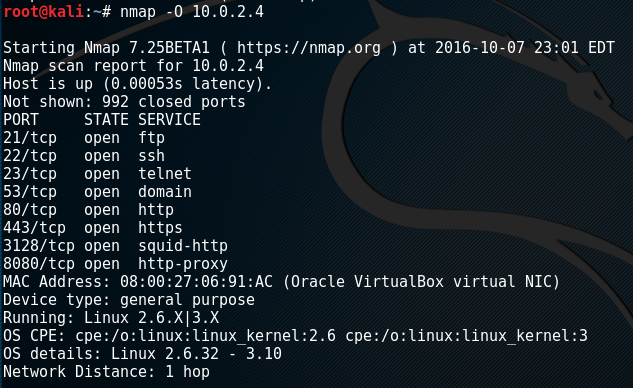 root@kali:~# nmap -O 10.0.2.4
Starting Nmap 7.25BETA1 ( https://nmap.org ) at 2016-10-07 23:01 EDT
Nmap scan report for 10.0.2.4
Host is up (0.00053s latency).
Not shown: 992 closed ports
PORT     STATE SERVICE
21/tcp   open  ftp
22/tcp   open  ssh
23/tcp   open  telnet
53/tcp   open  domain
80/tcp   open  http
443/tcp  open  https
3128/tcp open  squid-http
8080/tcp open  http-proxy
MAC Address: 08:00:27:06:91:AC (Oracle VirtualBox virtual NIC)
Device type: general purpose
Running: Linux 2.6.X|3.X
OS CPE: cpe:/o:linux:linux_kernel:2.6 cpe:/o:linux:linux_kernel:3
OS details: Linux 2.6.32 - 3.10
Network Distance: 1 hop